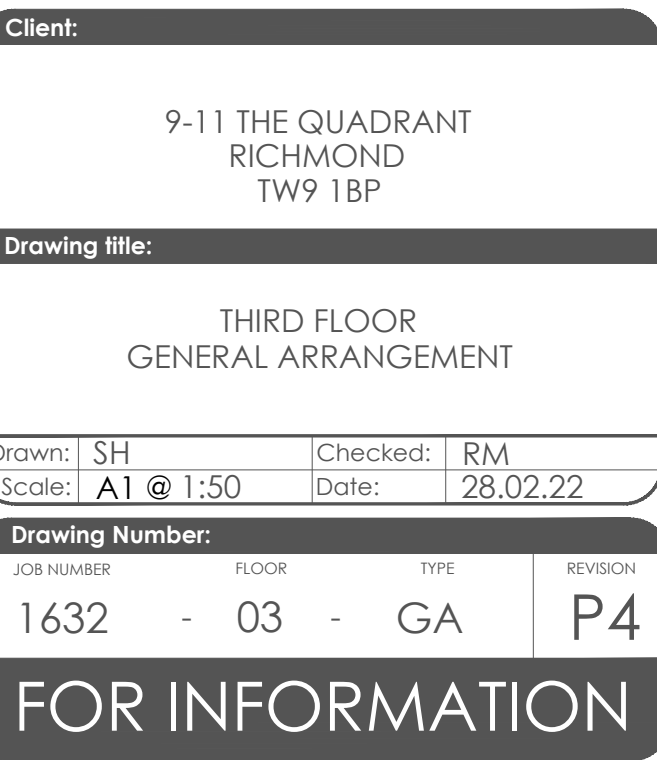 Client:
9-11 THE QUADRANT
RICHMOND
TW9 1BP
Drawing title:
THIRD FLOOR
GENERAL ARRANGEMENT
Drawn: SH Checked: RM
Scale: A1 @ 1:50 Date: 28.02.22
Drawing Number:
JOB NUMBER FLOOR TYPE REVISION
1632 - 03 - GA P4
FOR INFORMATION